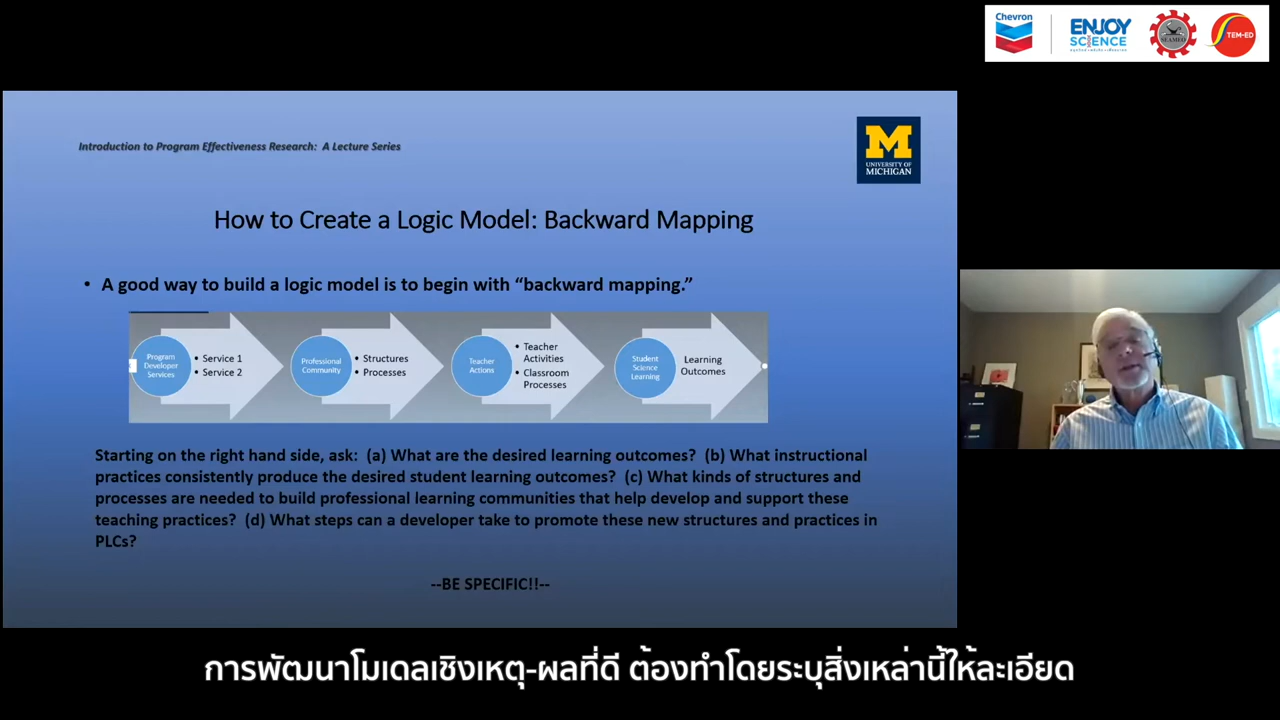 Chevron
ENJOY
SCIENCE
SEAMEO
STEM-ED
Introduction to Program Effectiveness Research: A Lecture Series
M
UNIVERSITY OF
MICHIGAN
How to Create a Logic Model: Backward Mapping
• A good way to build a logic model is to begin with “backward mapping.”
Program
Developer
Services
• Service 1
• Service 2
Professional
Community
• Structures
• Processes
Teacher
Actions
• Teacher
Activities
• Classroom
Processes
Student
Science
Learning
Learning
Outcomes
Starting on the right hand side, ask: (a) What are the desired learning outcomes? (b) What instructional
practices consistently produce the desired student learning outcomes? (c) What kinds of structures and
processes are needed to build professional learning communities that help develop and support these
teaching practices? (d) What steps can a developer take to promote these new structures and practices in
PLCs?
--BE SPECIFIC!!--
การพัฒนาโมเดลเชิงเหตุ-ผลที่ดี ต้องทำโดยระบุสิ่งเหล่านี้ให้ละเอียด